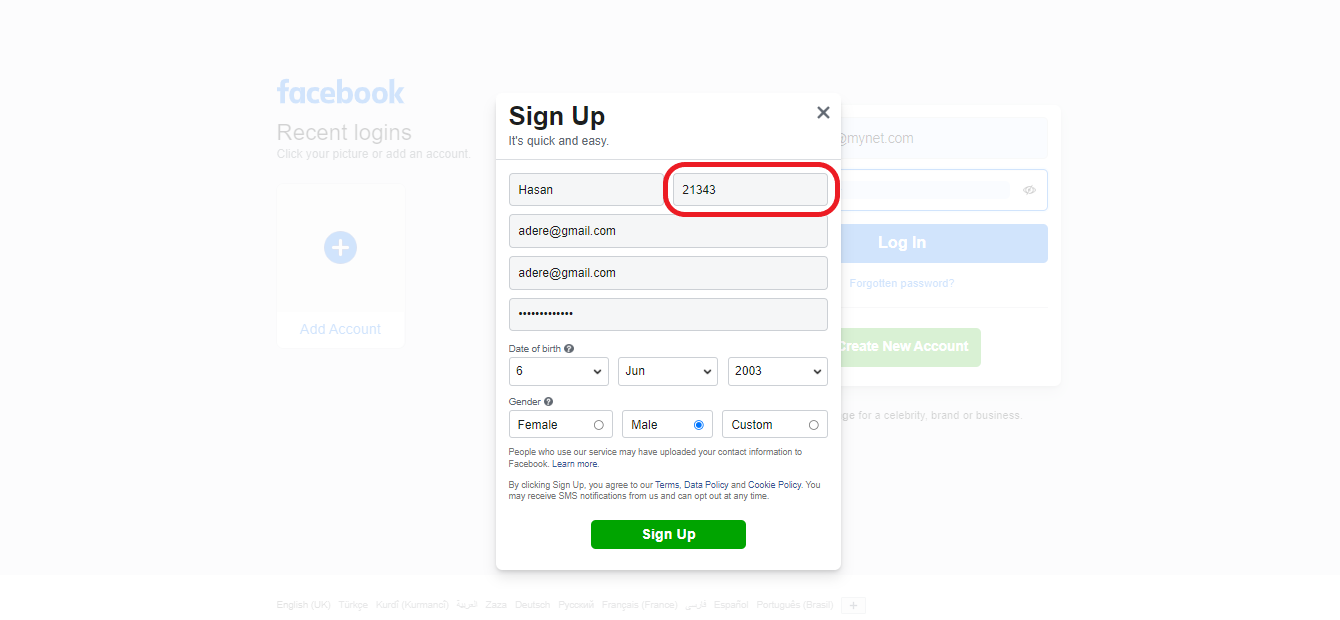 facebook
Recent logins
Click your picture or add an account.
Add Account
Sign Up
It's quick and easy.
Hasan
21343
adere@gmail.com
adere@gmail.com
•••••••••••••
Date of birth
6 Jun 2003
Gender
Female Male Custom
People who use our service may have uploaded your contact information to
Facebook. Learn more.
By clicking Sign Up, you agree to our Terms, Data Policy and Cookie Policy. You
may receive SMS notifications from us and can opt out at any time.
Sign Up
@mynet.com
Log In
Forgotten password?
Create New Account
for a celebrity, brand or business.
English (UK) Türkçe Kurdî (Kurmancî) العربية Zaza Deutsch Русский Français (France) فارسی Español Português (Brasil)